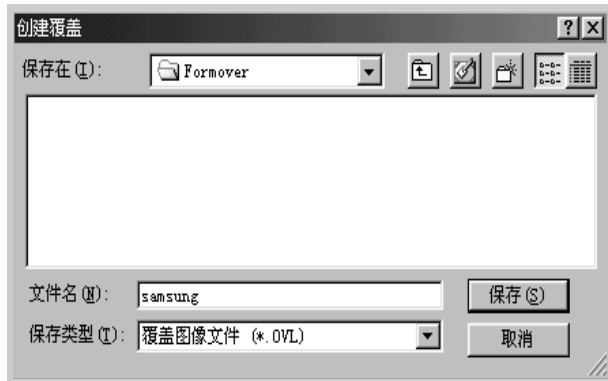 创建覆盖
保存在(I):
Formover
文件名(N):
samsung
保存(S)
保存类型(T):
覆盖图像文件 (*.OVL)
取消